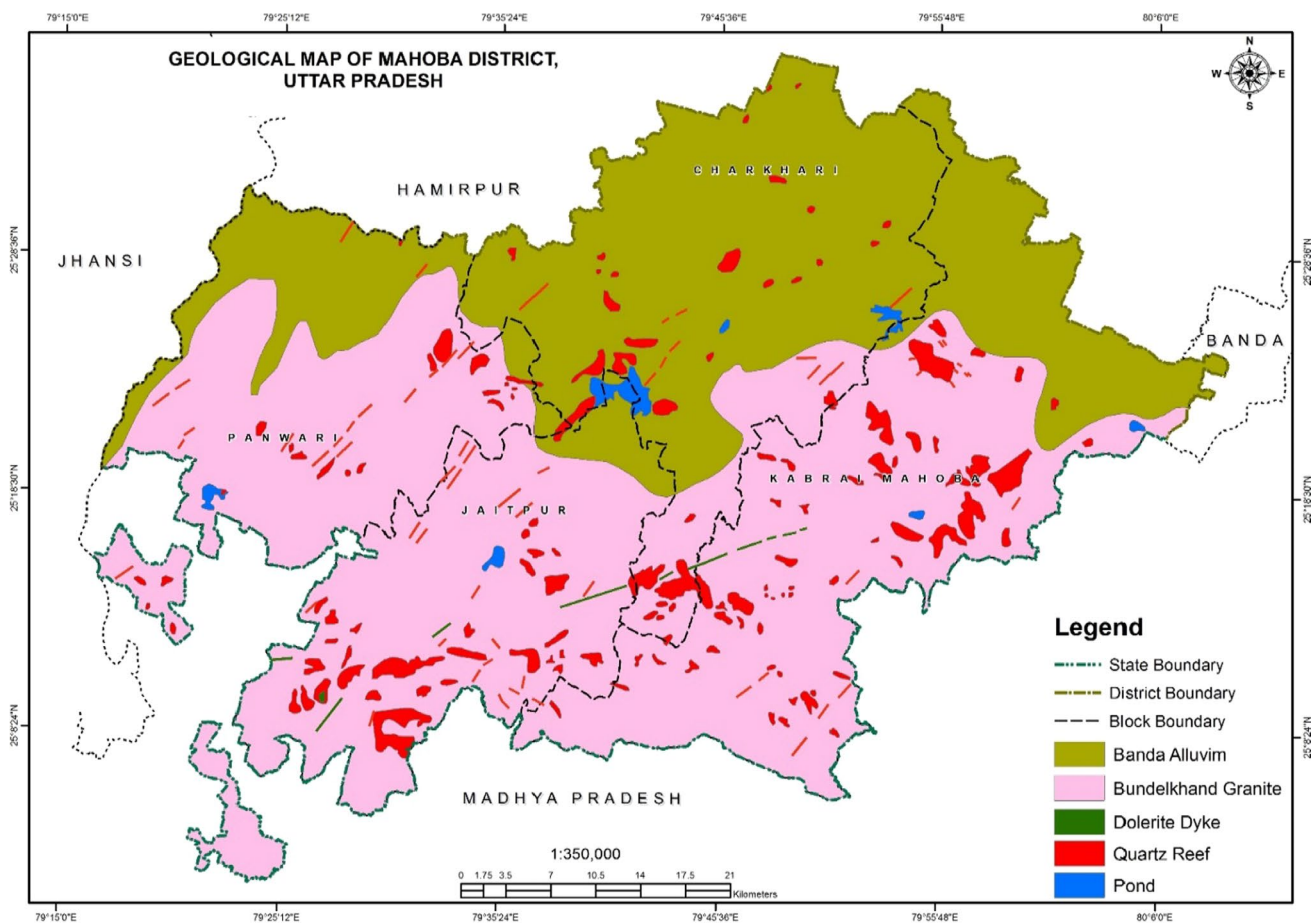 79°15'0"E 79°25'12"E 79°35'24"E 79°45'36"E 79°55'48"E 80°6'0"E
GEOLOGICAL MAP OF MAHOBA DISTRICT,
UTTAR PRADESH
N
W E
S
CHARKHARI
HAMIRPUR
25°28'36"N 25°28'36"N
JHANSI
BANDA
PANWARI
KABRAI MAHOBA
25°18'30"N 25°18'30"N
JAITPUR
Legend
State Boundary
District Boundary
Block Boundary
25°8'24"N 25°8'24"N
Banda Alluvim
Bundelkhand Granite
MADHYA PRADESH
Dolerite Dyke
1:350,000
Quartz Reef
0 1.75 3.5 7 10.5 14 17.5 21
Kilometers
Pond
79°15'0"E 79°25'12"E 79°35'24"E 79°45'36"E 79°55'48"E 80°6'0"E